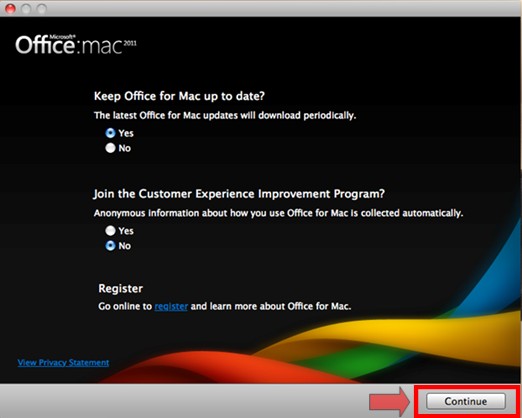 Microsoft®
Office:mac 2011
Keep Office for Mac up to date?
The latest Office for Mac updates will download periodically.
Yes
No
Join the Customer Experience Improvement Program?
Anonymous information about how you use Office for Mac is collected automatically.
Yes
No
Register
Go online to register and learn more about Office for Mac.
View Privacy Statement
Continue